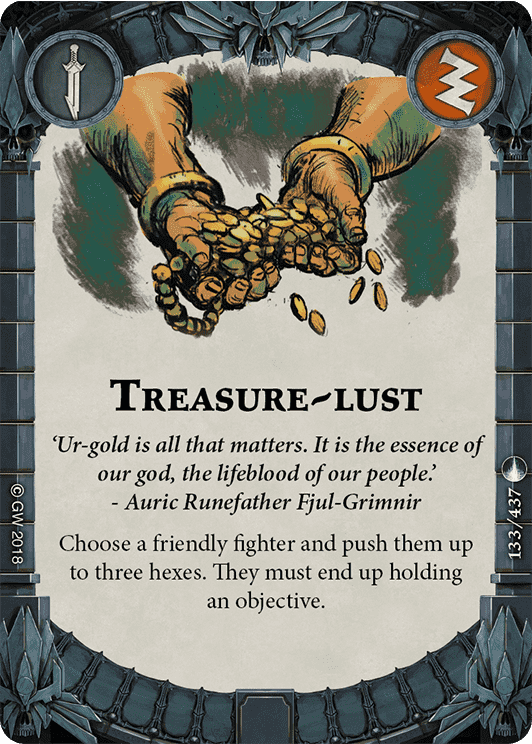 TREASURE~LUST
‘Ur-gold is all that matters. It is the essence of
our god, the lifeblood of our people.’
- Auric Runefather Fjul-Grimnir
Choose a friendly fighter and push them up
to three hexes. They must end up holding
an objective.
© GW 2018
133/437